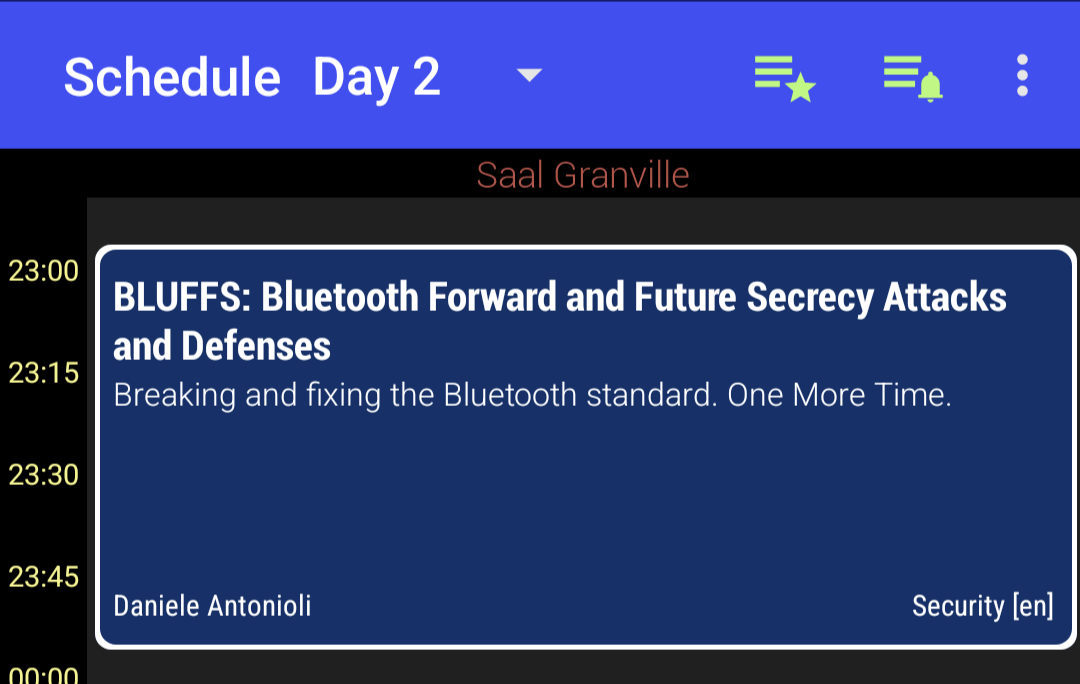 Schedule Day 2
Saal Granville
23:00
BLUFFS: Bluetooth Forward and Future Secrecy Attacks
and Defenses
23:15
Breaking and fixing the Bluetooth standard. One More Time.
23:30
23:45
Daniele Antonioli Security [en]
00:00